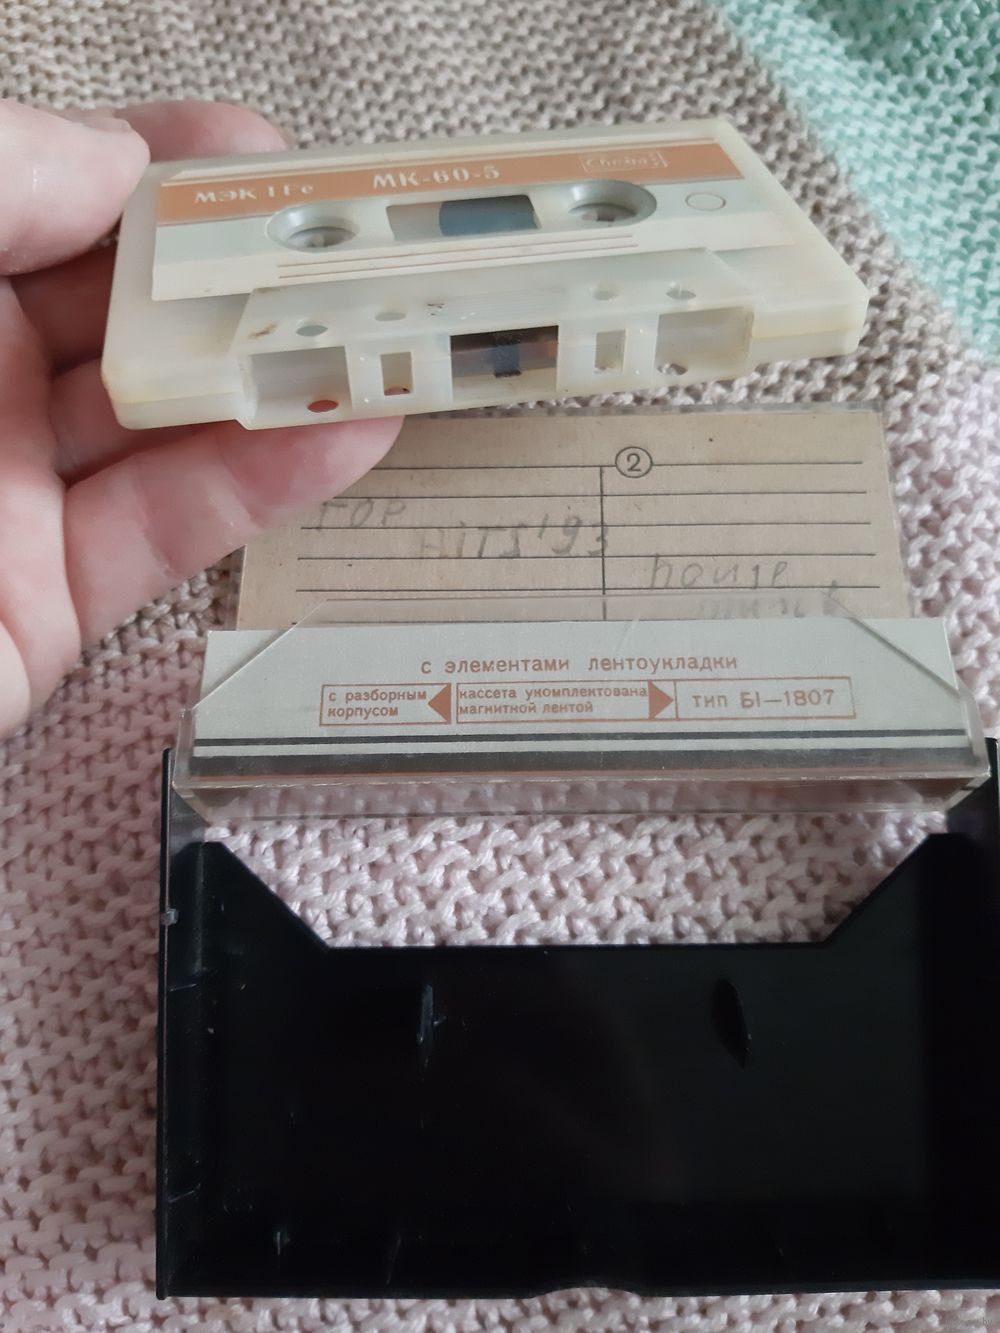 МЭК I Fe МК-60-5
2
TOP
HITS'93
house
с элементами лентоукладки
с разборным корпусом
кассета укомплектована магнитной лентой
тип БI-1807